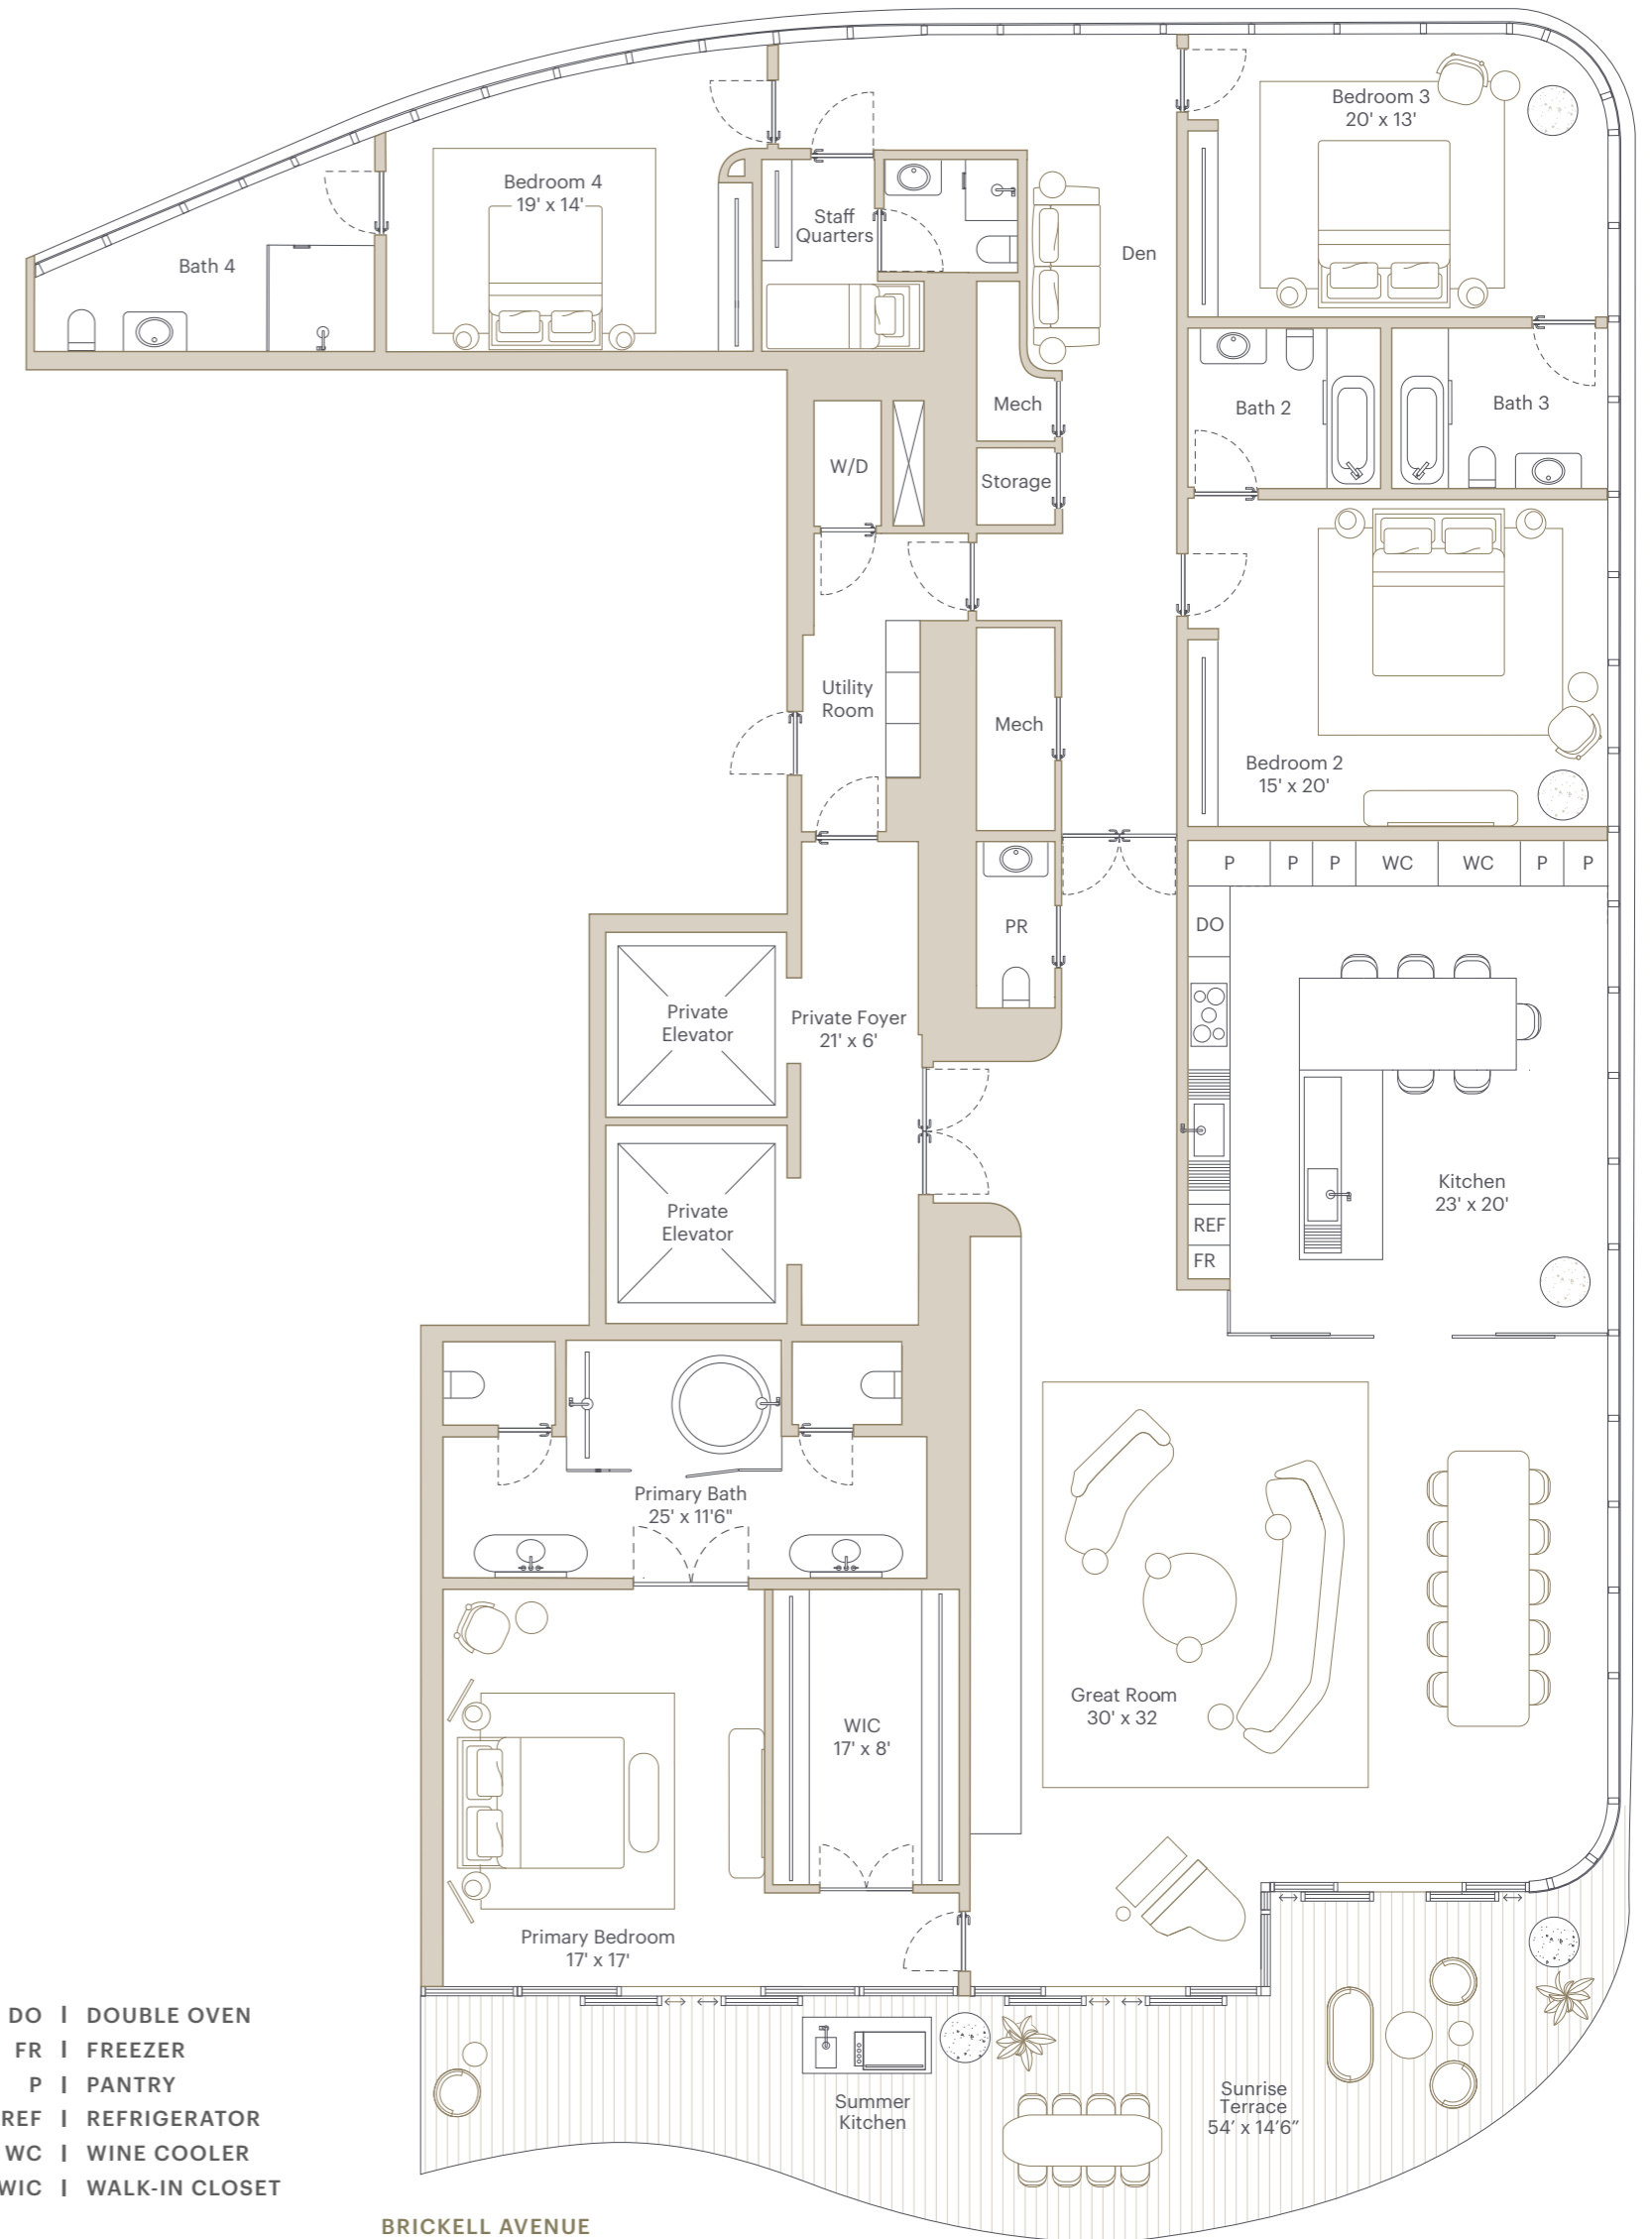 Bedroom 3
20' x 13'
Bedroom 4
19' x 14'
Staff
Quarters
Den
Bath 4
Mech
Bath 2
Bath 3
W/D
Storage
Utility
Room
Mech
Bedroom 2
15' x 20'
P
P
P
WC
WC
P
P
DO
PR
Private
Elevator
Private Foyer
21' x 6'
Kitchen
23' x 20'
Private
Elevator
REF
FR
Primary Bath
25' x 11'6"
Great Room
30' x 32
WIC
17' x 8'
Primary Bedroom
17' x 17'
Summer
Kitchen
Sunrise
Terrace
54’ x 14’6”
DO | DOUBLE OVEN
FR | FREEZER
P | PANTRY
REF | REFRIGERATOR
WC | WINE COOLER
WIC | WALK-IN CLOSET
BRICKELL AVENUE